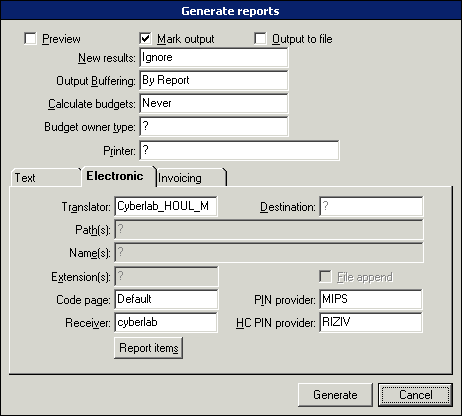 Generate reports
Preview Mark output Output to file
New results: Ignore
Output Buffering: By Report
Calculate budgets: Never
Budget owner type: ?
Printer: ?
Text Electronic Invoicing
Translator: Cyberlab_HOUL_M Destination: ?
Path(s): ?
Name(s): ?
Extension(s): ? File append
Code page: Default PIN provider: MIPS
Receiver: cyberlab HC PIN provider: RIZIV
Report items
Generate Cancel